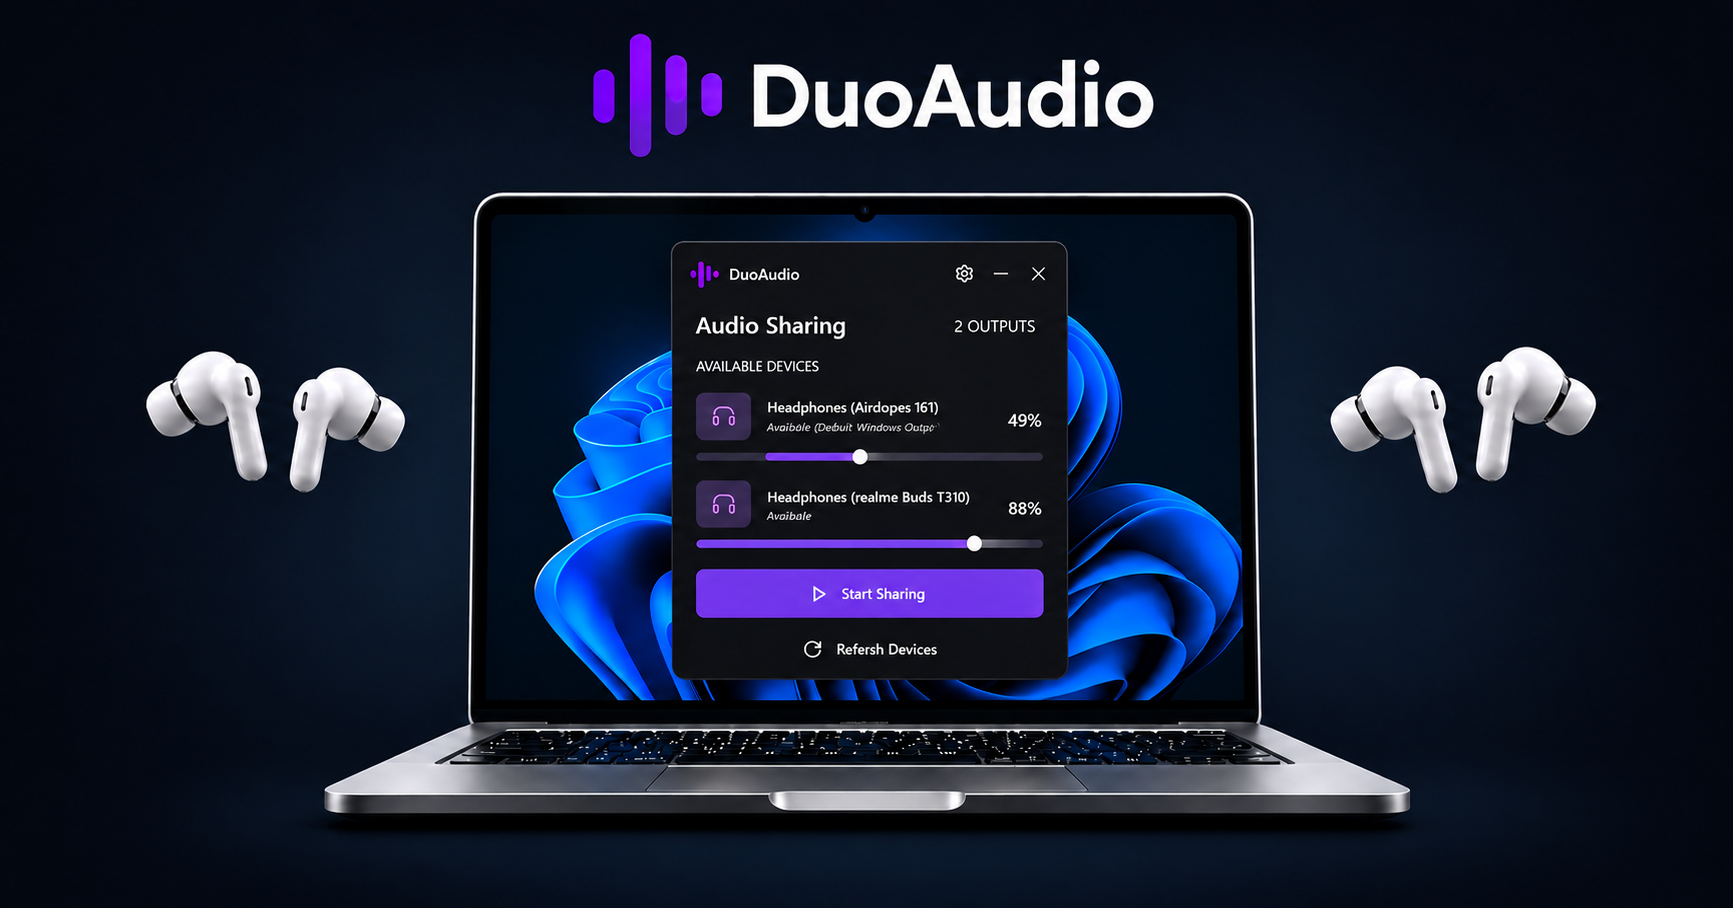 DuoAudio
DuoAudio
Audio Sharing
2 OUTPUTS
AVAILABLE DEVICES
Headphones (Airdopes 161)
49%
Avaibale (Debuit Windows Outpo
Headphones (realme Buds T310)
88%
Avaibale
Start Sharing
Refersh Devices